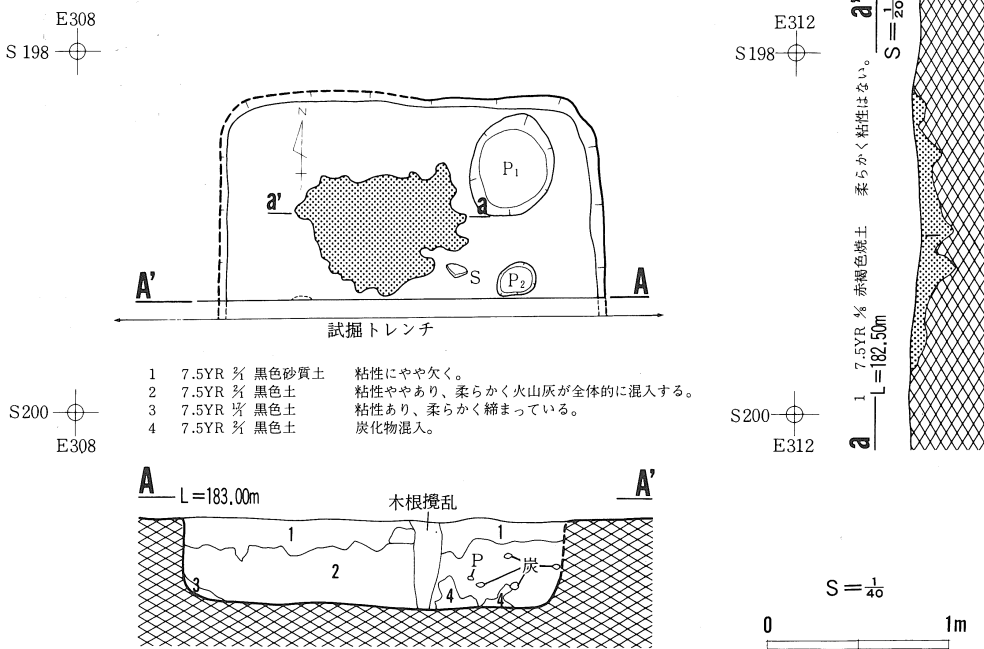 E308
S198
E312
S198
N
P₁
a'
a
S
P₂
A'
A
試掘トレンチ
1 7.5YR 2/1 黒色砂質土 粘性にやや欠く。
2 7.5YR 2/1 黒色土 粘性ややあり、柔らかく火山灰が全体的に混入する。
3 7.5YR 1.7/1 黒色土 粘性あり、柔らかく締まっている。
4 7.5YR 2/1 黒色土 炭化物混入。
S200
E308
S200
E312
a'
S=1/20
1 7.5YR 4/8 赤褐色焼土 柔らかく粘性はない。
L=182.50m
a
1
A
L=183.00m
木根攪乱
A'
1
1
2
3
P
炭
4
4
S=1/40
0 1m